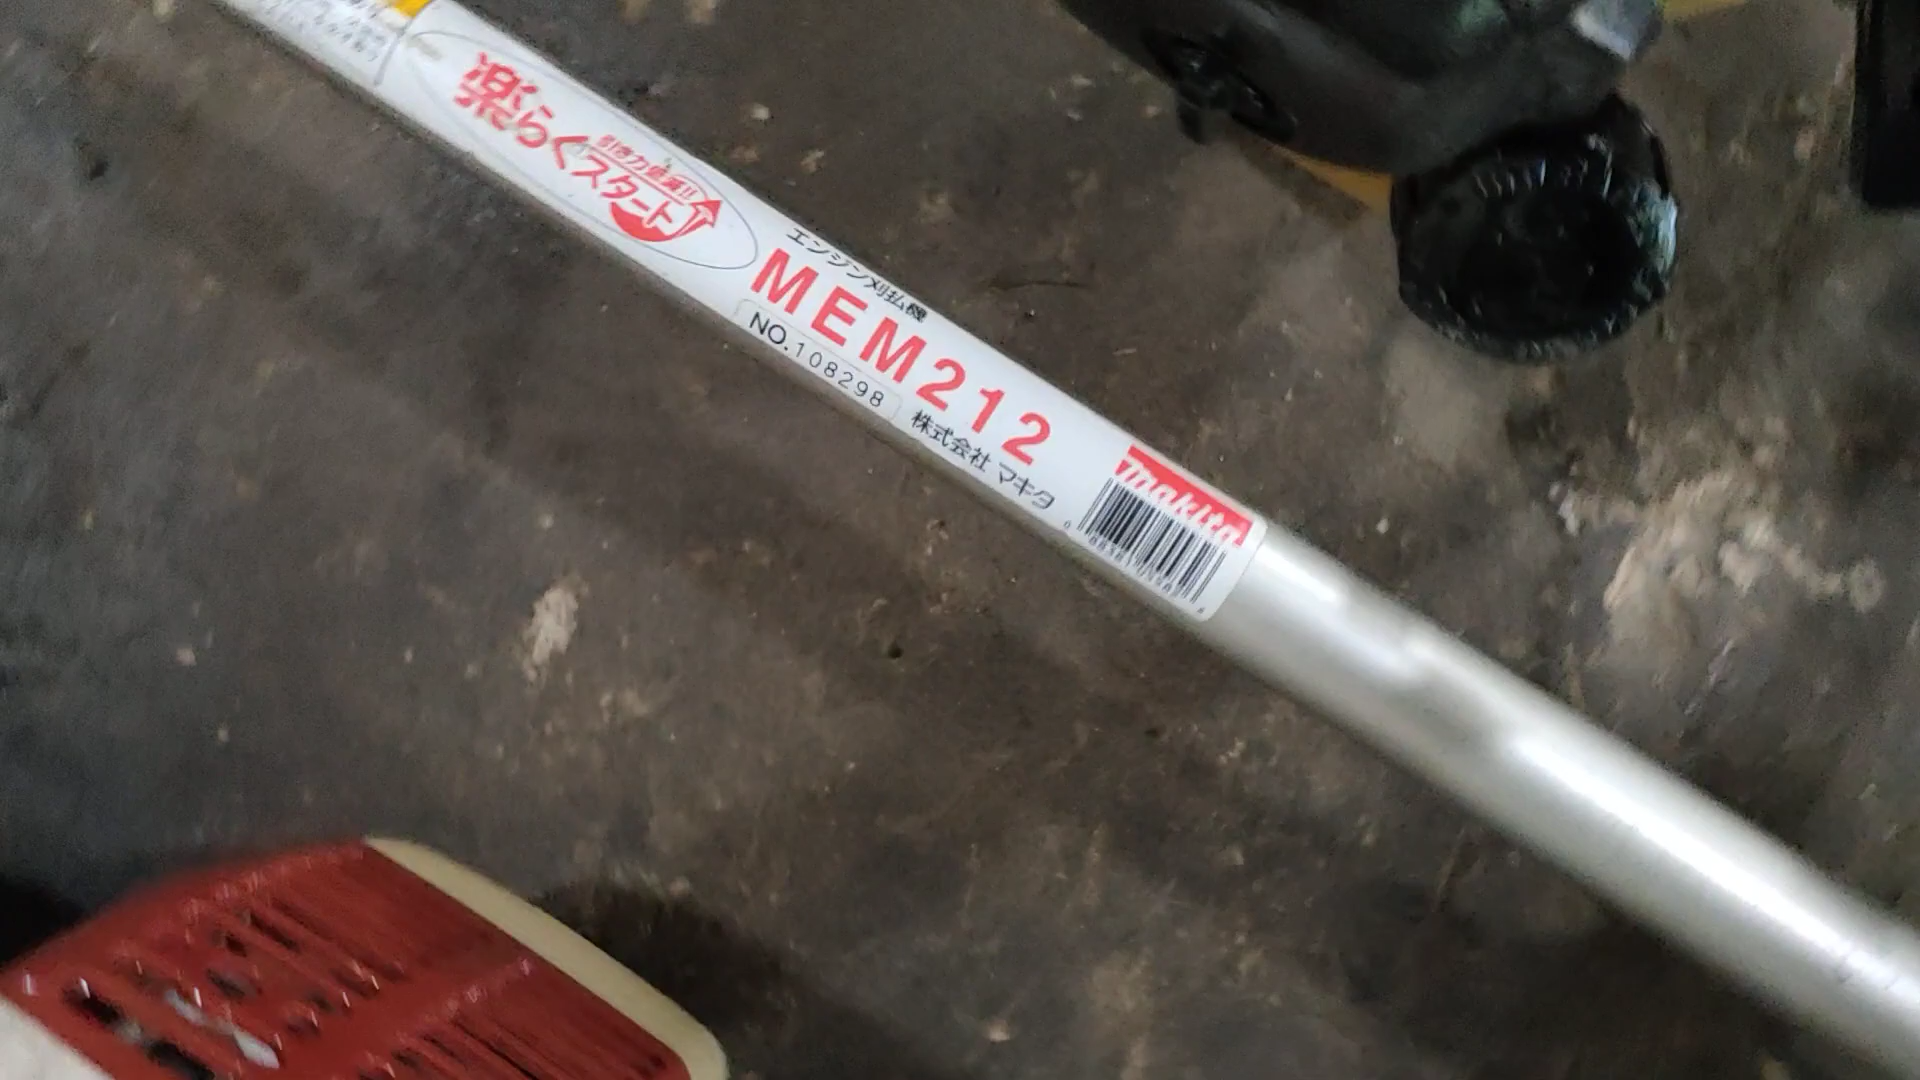 楽らくスタート
引き力低減!!
エンジン刈払機
MEM212
NO.108298
株式会社 マキタ
makita